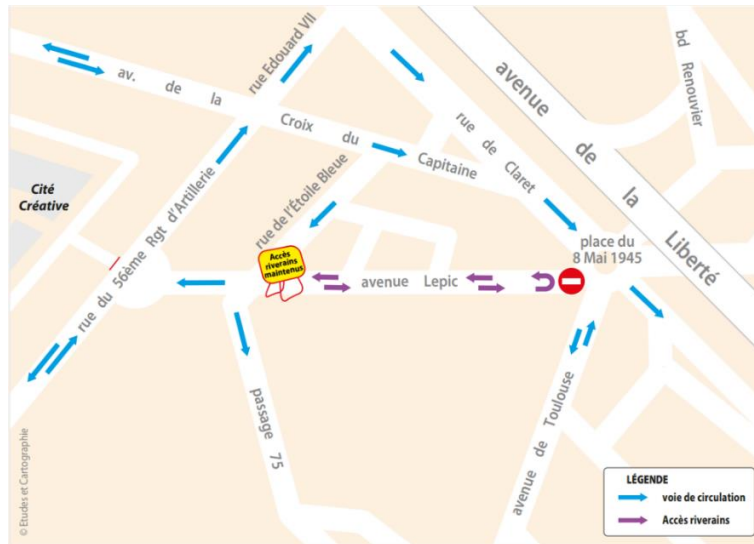 av. de la Croix du Capitaine
rue Edouard VII
rue de Claret
avenue de la Liberté
bd Renouvier
Cité
Créative
rue du 56ème Rgt d'Artillerie
rue de l'Étoile Bleue
Accès
riverains
maintenus
avenue Lepic
place du
8 Mai 1945
passage 75
avenue de Toulouse
© Etudes et Cartographie
LÉGENDE
voie de circulation
Accès riverains